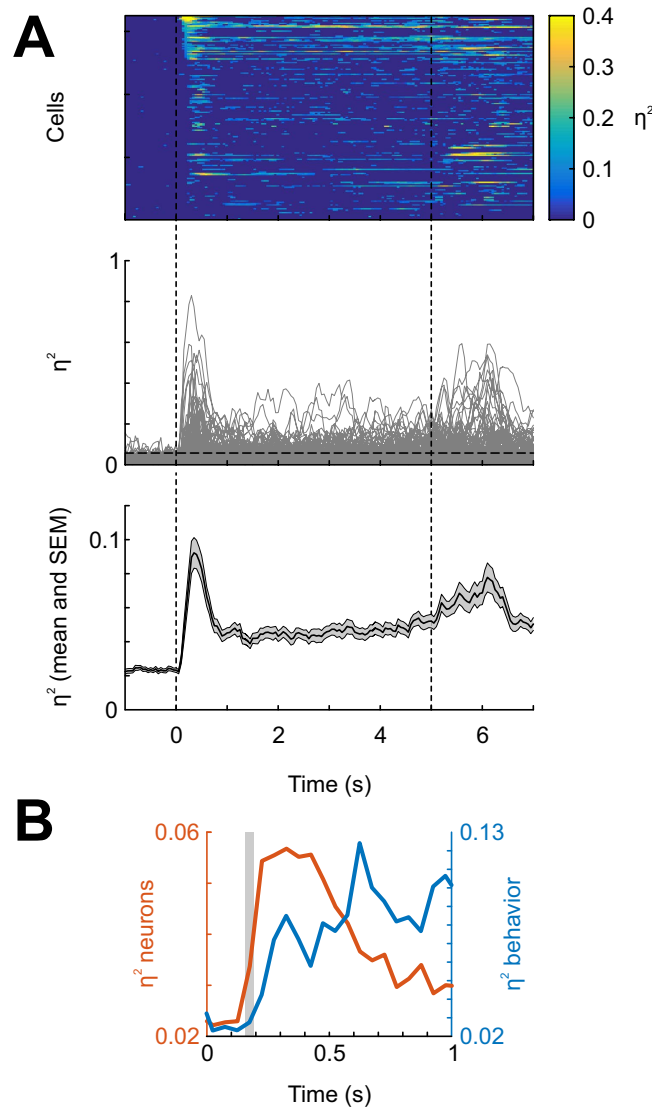 A
Cells
0.4
0.3
0.2
0.1
0
η²
1
η²
0
0.1
η² (mean and SEM)
0
0 2 4 6
Time (s)
B
0.06 0.13
η² neurons
η² behavior
0.02 0.02
0 0.5 1
Time (s)